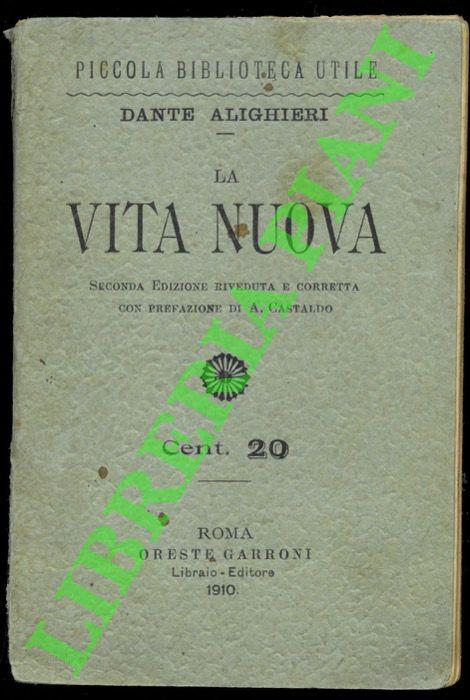 PICCOLA BIBLIOTECA UTILE
DANTE ALIGHIERI
LA
VITA NUOVA
SECONDA EDIZIONE RIVEDUTA E CORRETTA
CON PREFAZIONE DI A. CASTALDO
Cent. 20
ROMA
ORESTE GARRONI
Libraio-Editore
1910.
LIBRERIA PIANI